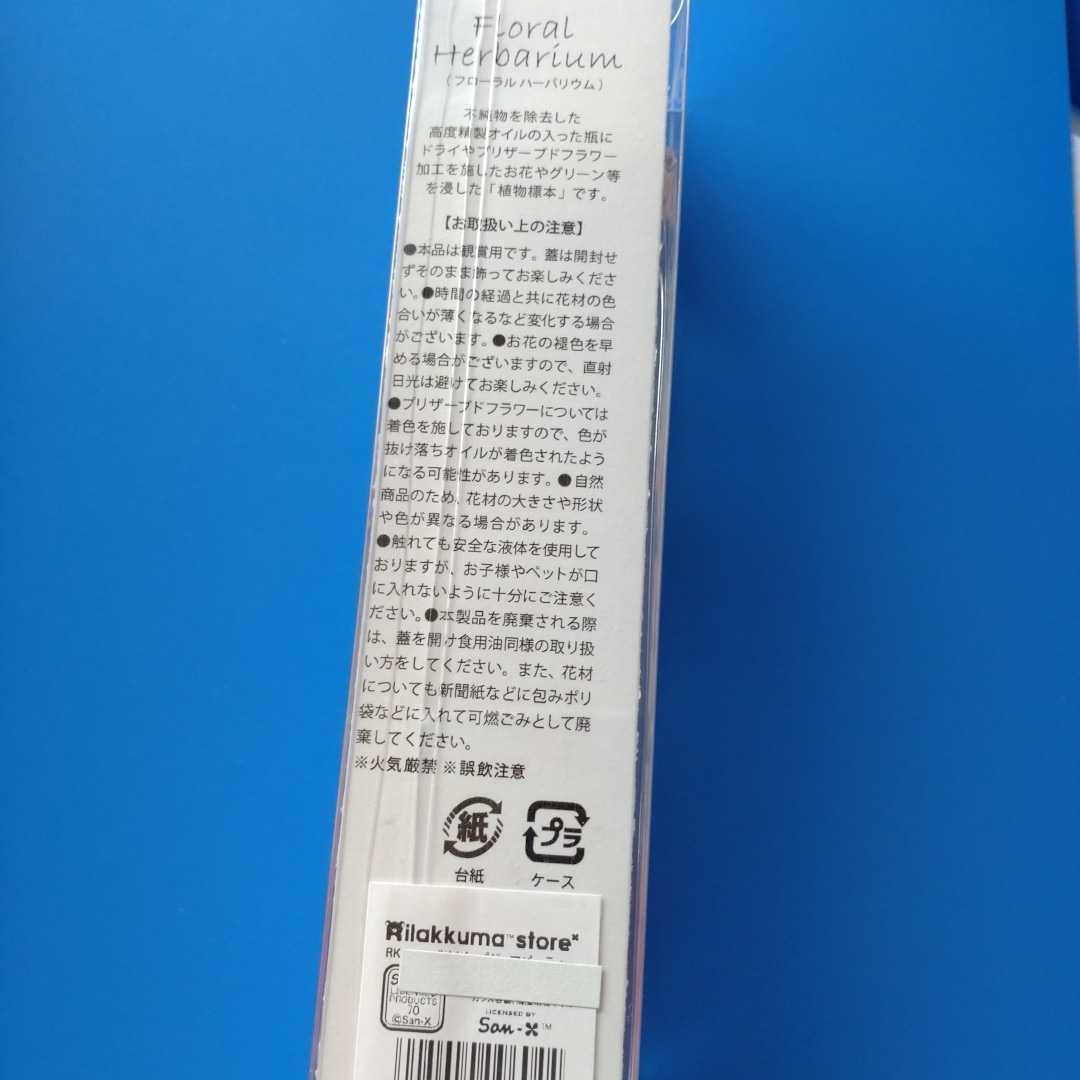 Floral
Herbarium
（フローラル ハーバリウム）
不純物を除去した
高度精製オイルの入った瓶に
ドライやプリザーブドフラワー
加工を施したお花やグリーン等
を浸した「植物標本」です。
【お取扱い上の注意】
●本品は観賞用です。蓋は開封せ
ずそのまま飾ってお楽しみくださ
い。●時間の経過と共に花材の色
合いが薄くなるなど変化する場合
がございます。●お花の褪色を早
める場合がございますので、直射
日光は避けてお楽しみください。
●プリザーブドフラワーについては
着色を施しておりますので、色が
抜け落ちオイルが着色されたよう
になる可能性があります。●自然
商品のため、花材の大きさや形状
や色が異なる場合があります。
●触れても安全な液体を使用して
おりますが、お子様やペットが口
に入れないように十分にご注意く
ださい。●本製品を廃棄される際
は、蓋を開け食用油同様の取り扱
い方をしてください。また、花材
についても新聞紙などに包みポリ
袋などに入れて可燃ごみとして廃
棄してください。
※火気厳禁 ※誤飲注意
紙 プラ
台紙 ケース
Rilakkuma™ store
RK
PRODUCTS
70
©San-X
LICENSED BY
San-X™